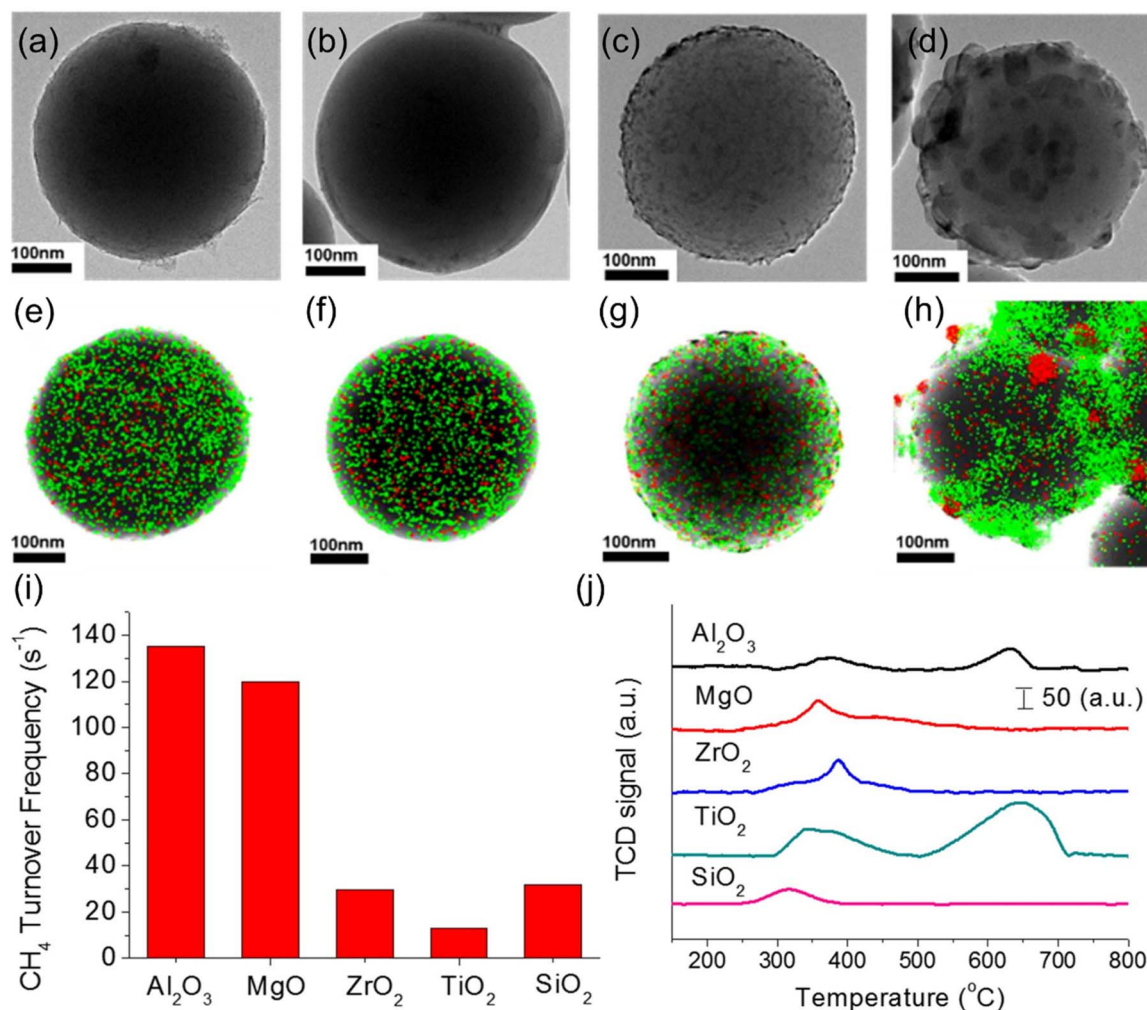 (a) (b) (c) (d)
100nm 100nm 100nm 100nm
(e) (f) (g) (h)
100nm 100nm 100nm 100nm
(i) (j)
CH₄ Turnover Frequency (s⁻¹)
140
120
100
80
60
40
20
0
Al₂O₃ MgO ZrO₂ TiO₂ SiO₂
TCD signal (a.u.)
Al₂O₃
50 (a.u.)
MgO
ZrO₂
TiO₂
SiO₂
200 300 400 500 600 700 800
Temperature (°C)